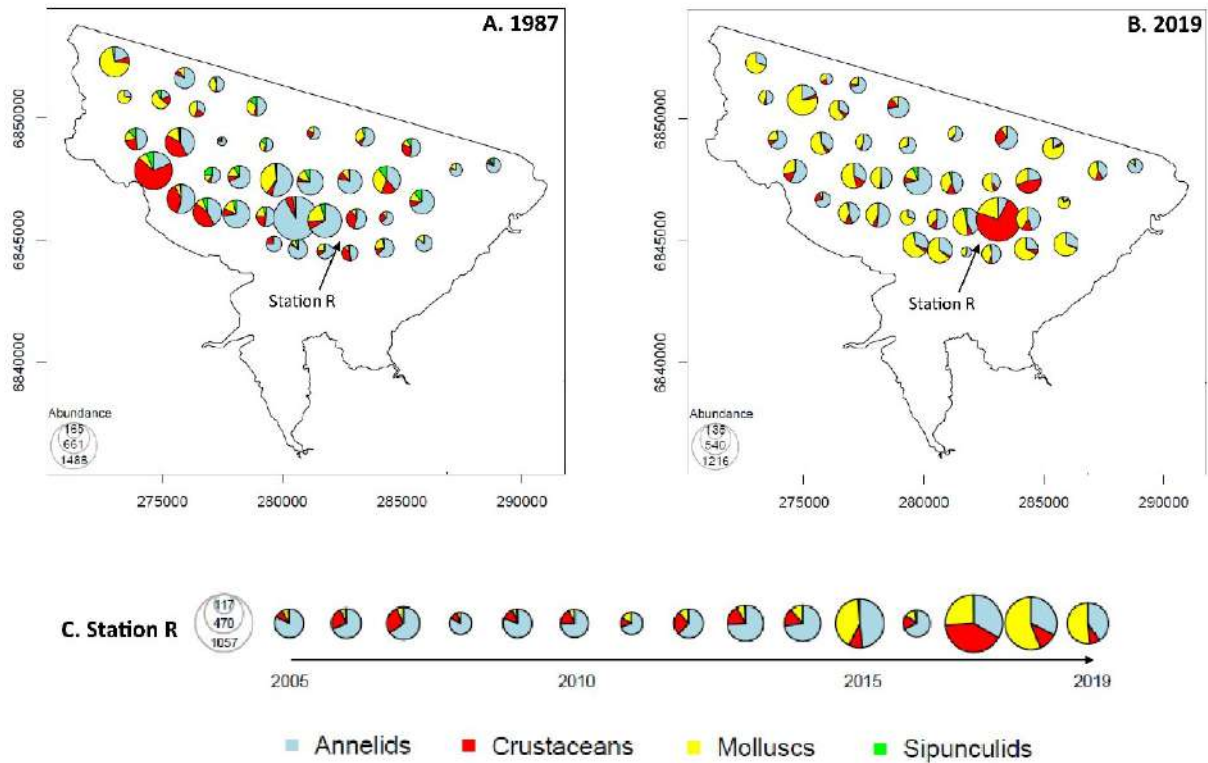 A. 1987
B. 2019
6850000
6845000
6840000
Station R
Abundance
165
661
1488
275000 280000 285000 290000
6850000
6845000
6840000
Station R
Abundance
135
540
1216
275000 280000 285000 290000
C. Station R
117
470
1057
2005 2010 2015 2019
Annelids Crustaceans Molluscs Sipunculids